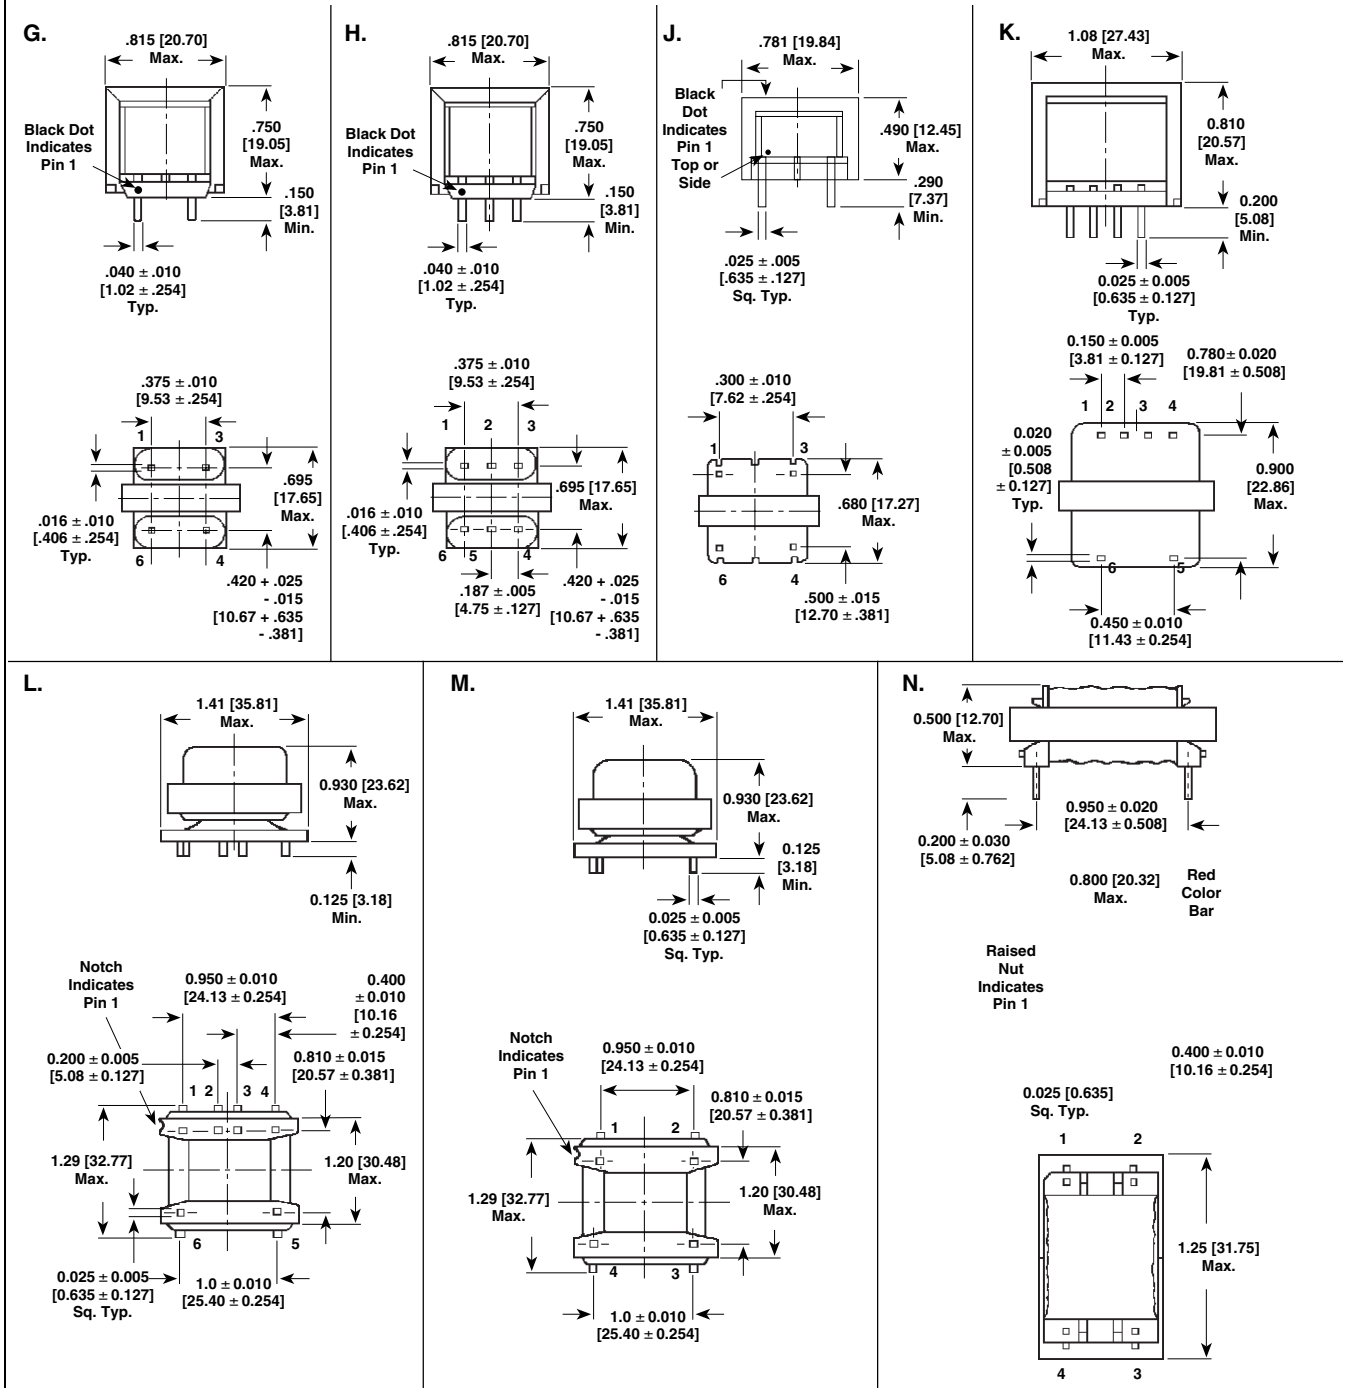 G.
.815 [20.70]
Max.
Black Dot
Indicates
Pin 1
.750
[19.05]
Max.
.150
[3.81]
Min.
.040 ± .010
[1.02 ± .254]
Typ.
.375 ± .010
[9.53 ± .254]
1
3
.695
[17.65]
Max.
.016 ± .010
[.406 ± .254]
Typ.
6
4
.420 + .025
- .015
[10.67 + .635
- .381]
H.
.815 [20.70]
Max.
Black Dot
Indicates
Pin 1
.750
[19.05]
Max.
.150
[3.81]
Min.
.040 ± .010
[1.02 ± .254]
Typ.
.375 ± .010
[9.53 ± .254]
1 2 3
.695 [17.65]
Max.
.016 ± .010
[.406 ± .254]
Typ.
6 5 4
.187 ± .005
[4.75 ± .127]
.420 + .025
- .015
[10.67 + .635
- .381]
J.
.781 [19.84]
Max.
Black
Dot
Indicates
Pin 1
Top or
Side
.490 [12.45]
Max.
.290
[7.37]
Min.
.025 ± .005
[.635 ± .127]
Sq. Typ.
.300 ± .010
[7.62 ± .254]
1
3
.680 [17.27]
Max.
6
4
.500 ± .015
[12.70 ± .381]
K.
1.08 [27.43]
Max.
0.810
[20.57]
Max.
0.200
[5.08]
Min.
0.025 ± 0.005
[0.635 ± 0.127]
Typ.
0.150 ± 0.005
[3.81 ± 0.127]
0.780± 0.020
[19.81 ± 0.508]
1 2 3 4
0.020
± 0.005
[0.508
± 0.127]
Typ.
0.900
[22.86]
Max.
6
5
0.450 ± 0.010
[11.43 ± 0.254]
L.
1.41 [35.81]
Max.
0.930 [23.62]
Max.
0.125 [3.18]
Min.
Notch
Indicates
Pin 1
0.950 ± 0.010
[24.13 ± 0.254]
0.400
± 0.010
[10.16
± 0.254]
0.200 ± 0.005
[5.08 ± 0.127]
0.810 ± 0.015
[20.57 ± 0.381]
1 2 3 4
1.29 [32.77]
Max.
1.20 [30.48]
Max.
6
5
0.025 ± 0.005
[0.635 ± 0.127]
Sq. Typ.
1.0 ± 0.010
[25.40 ± 0.254]
M.
1.41 [35.81]
Max.
0.930 [23.62]
Max.
0.125
[3.18]
Min.
0.025 ± 0.005
[0.635 ± 0.127]
Sq. Typ.
Notch
Indicates
Pin 1
0.950 ± 0.010
[24.13 ± 0.254]
0.810 ± 0.015
[20.57 ± 0.381]
1
2
1.29 [32.77]
Max.
1.20 [30.48]
Max.
4
3
1.0 ± 0.010
[25.40 ± 0.254]
N.
0.500 [12.70]
Max.
0.950 ± 0.020
[24.13 ± 0.508]
0.200 ± 0.030
[5.08 ± 0.762]
0.800 [20.32]
Max.
Red
Color
Bar
Raised
Nut
Indicates
Pin 1
0.400 ± 0.010
[10.16 ± 0.254]
0.025 [0.635]
Sq. Typ.
1
2
1.25 [31.75]
Max.
4
3